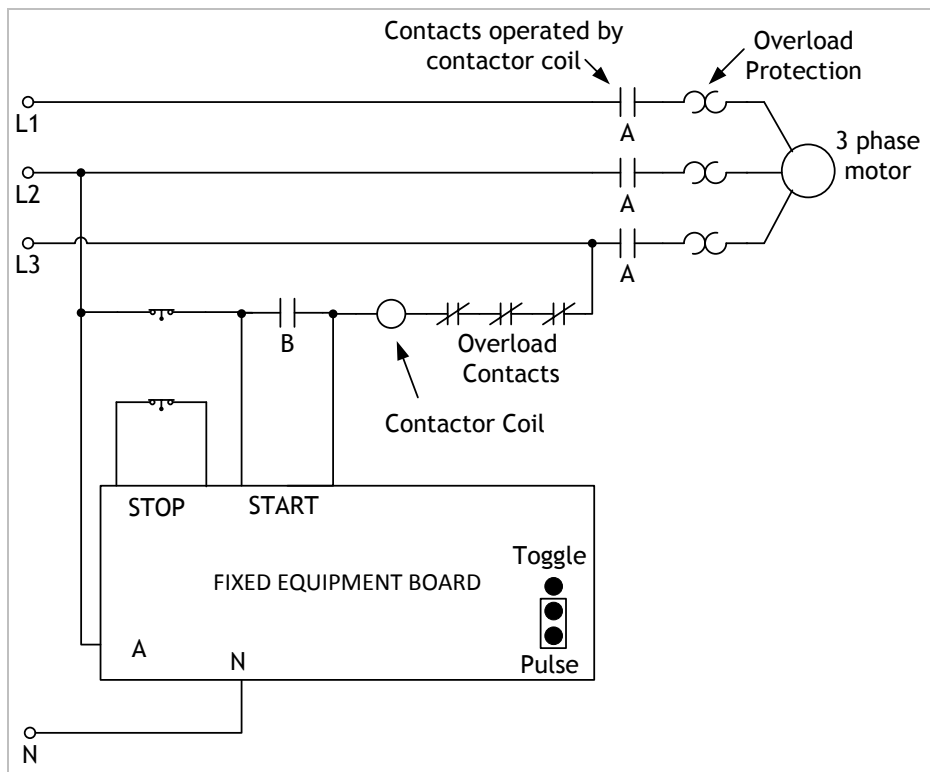 Contacts operated by
contactor coil
Overload
Protection
L1
A
3 phase
motor
L2
A
L3
A
B
Overload
Contacts
Contactor Coil
STOP
START
Toggle
FIXED EQUIPMENT BOARD
A
N
Pulse
N